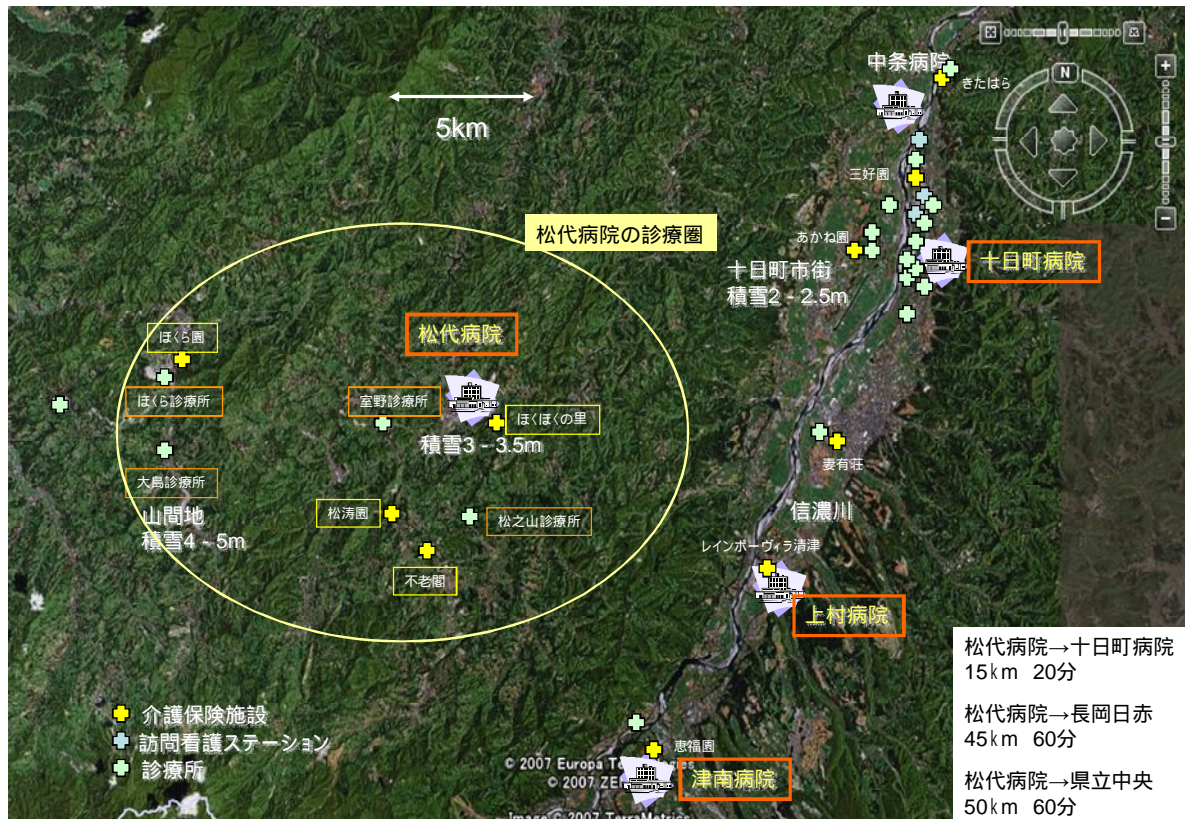 中条病院
きたはら
N
5km
三好園
松代病院の診療圏
あかね園
十日町市街
積雪2 - 2.5m
十日町病院
ほくら園
松代病院
ほくら診療所
室野診療所
ほくほくの里
積雪3 - 3.5m
妻有荘
大島診療所
山間地
積雪4 - 5m
松涛園
松之山診療所
信濃川
不老閣
レインボーヴィラ清津
上村病院
松代病院→十日町病院
15km 20分
松代病院→長岡日赤
45km 60分
松代病院→県立中央
50km 60分
介護保険施設
訪問看護ステーション
診療所
恵福園
津南病院
© 2007 Europa Technologies
© 2007
Image © 2007 TerraMetrics